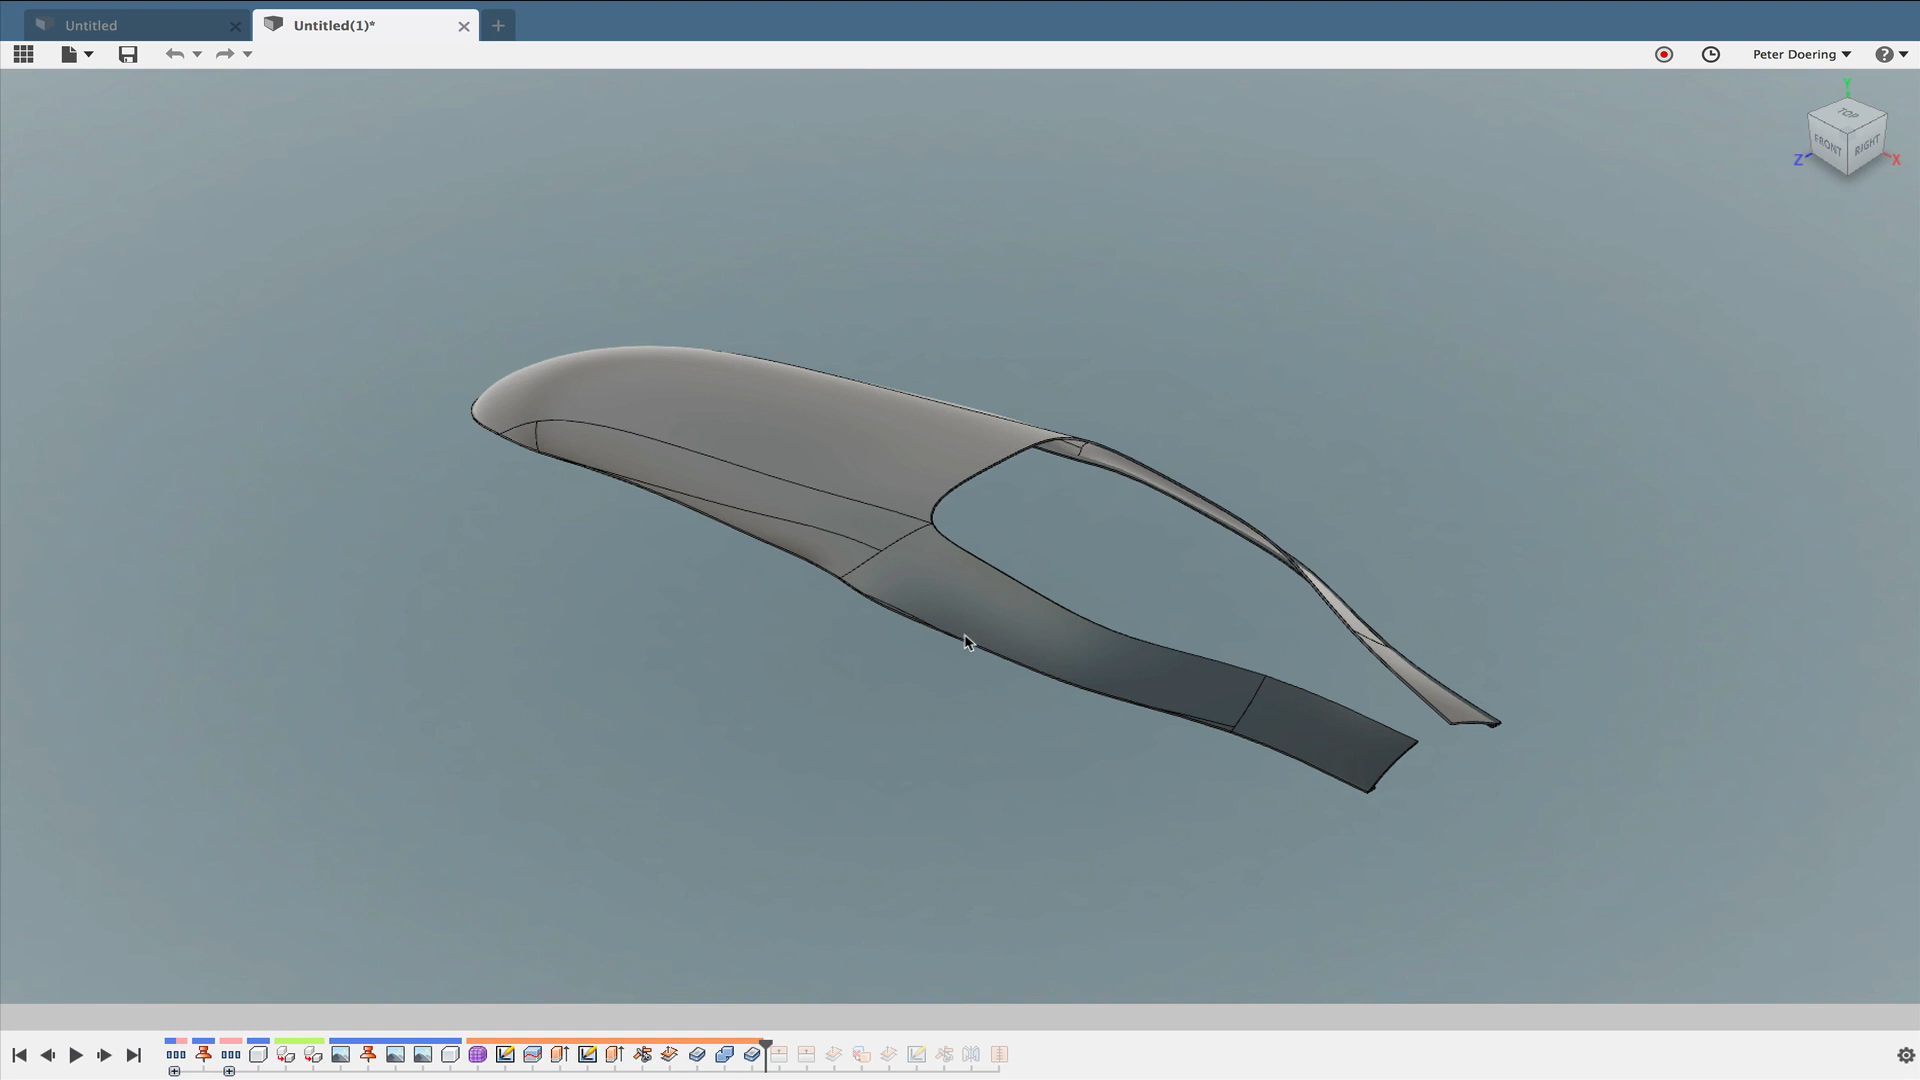 Untitled
Untitled(1)*
Peter Doering
Y
TOP
FRONT
RIGHT
Z
X